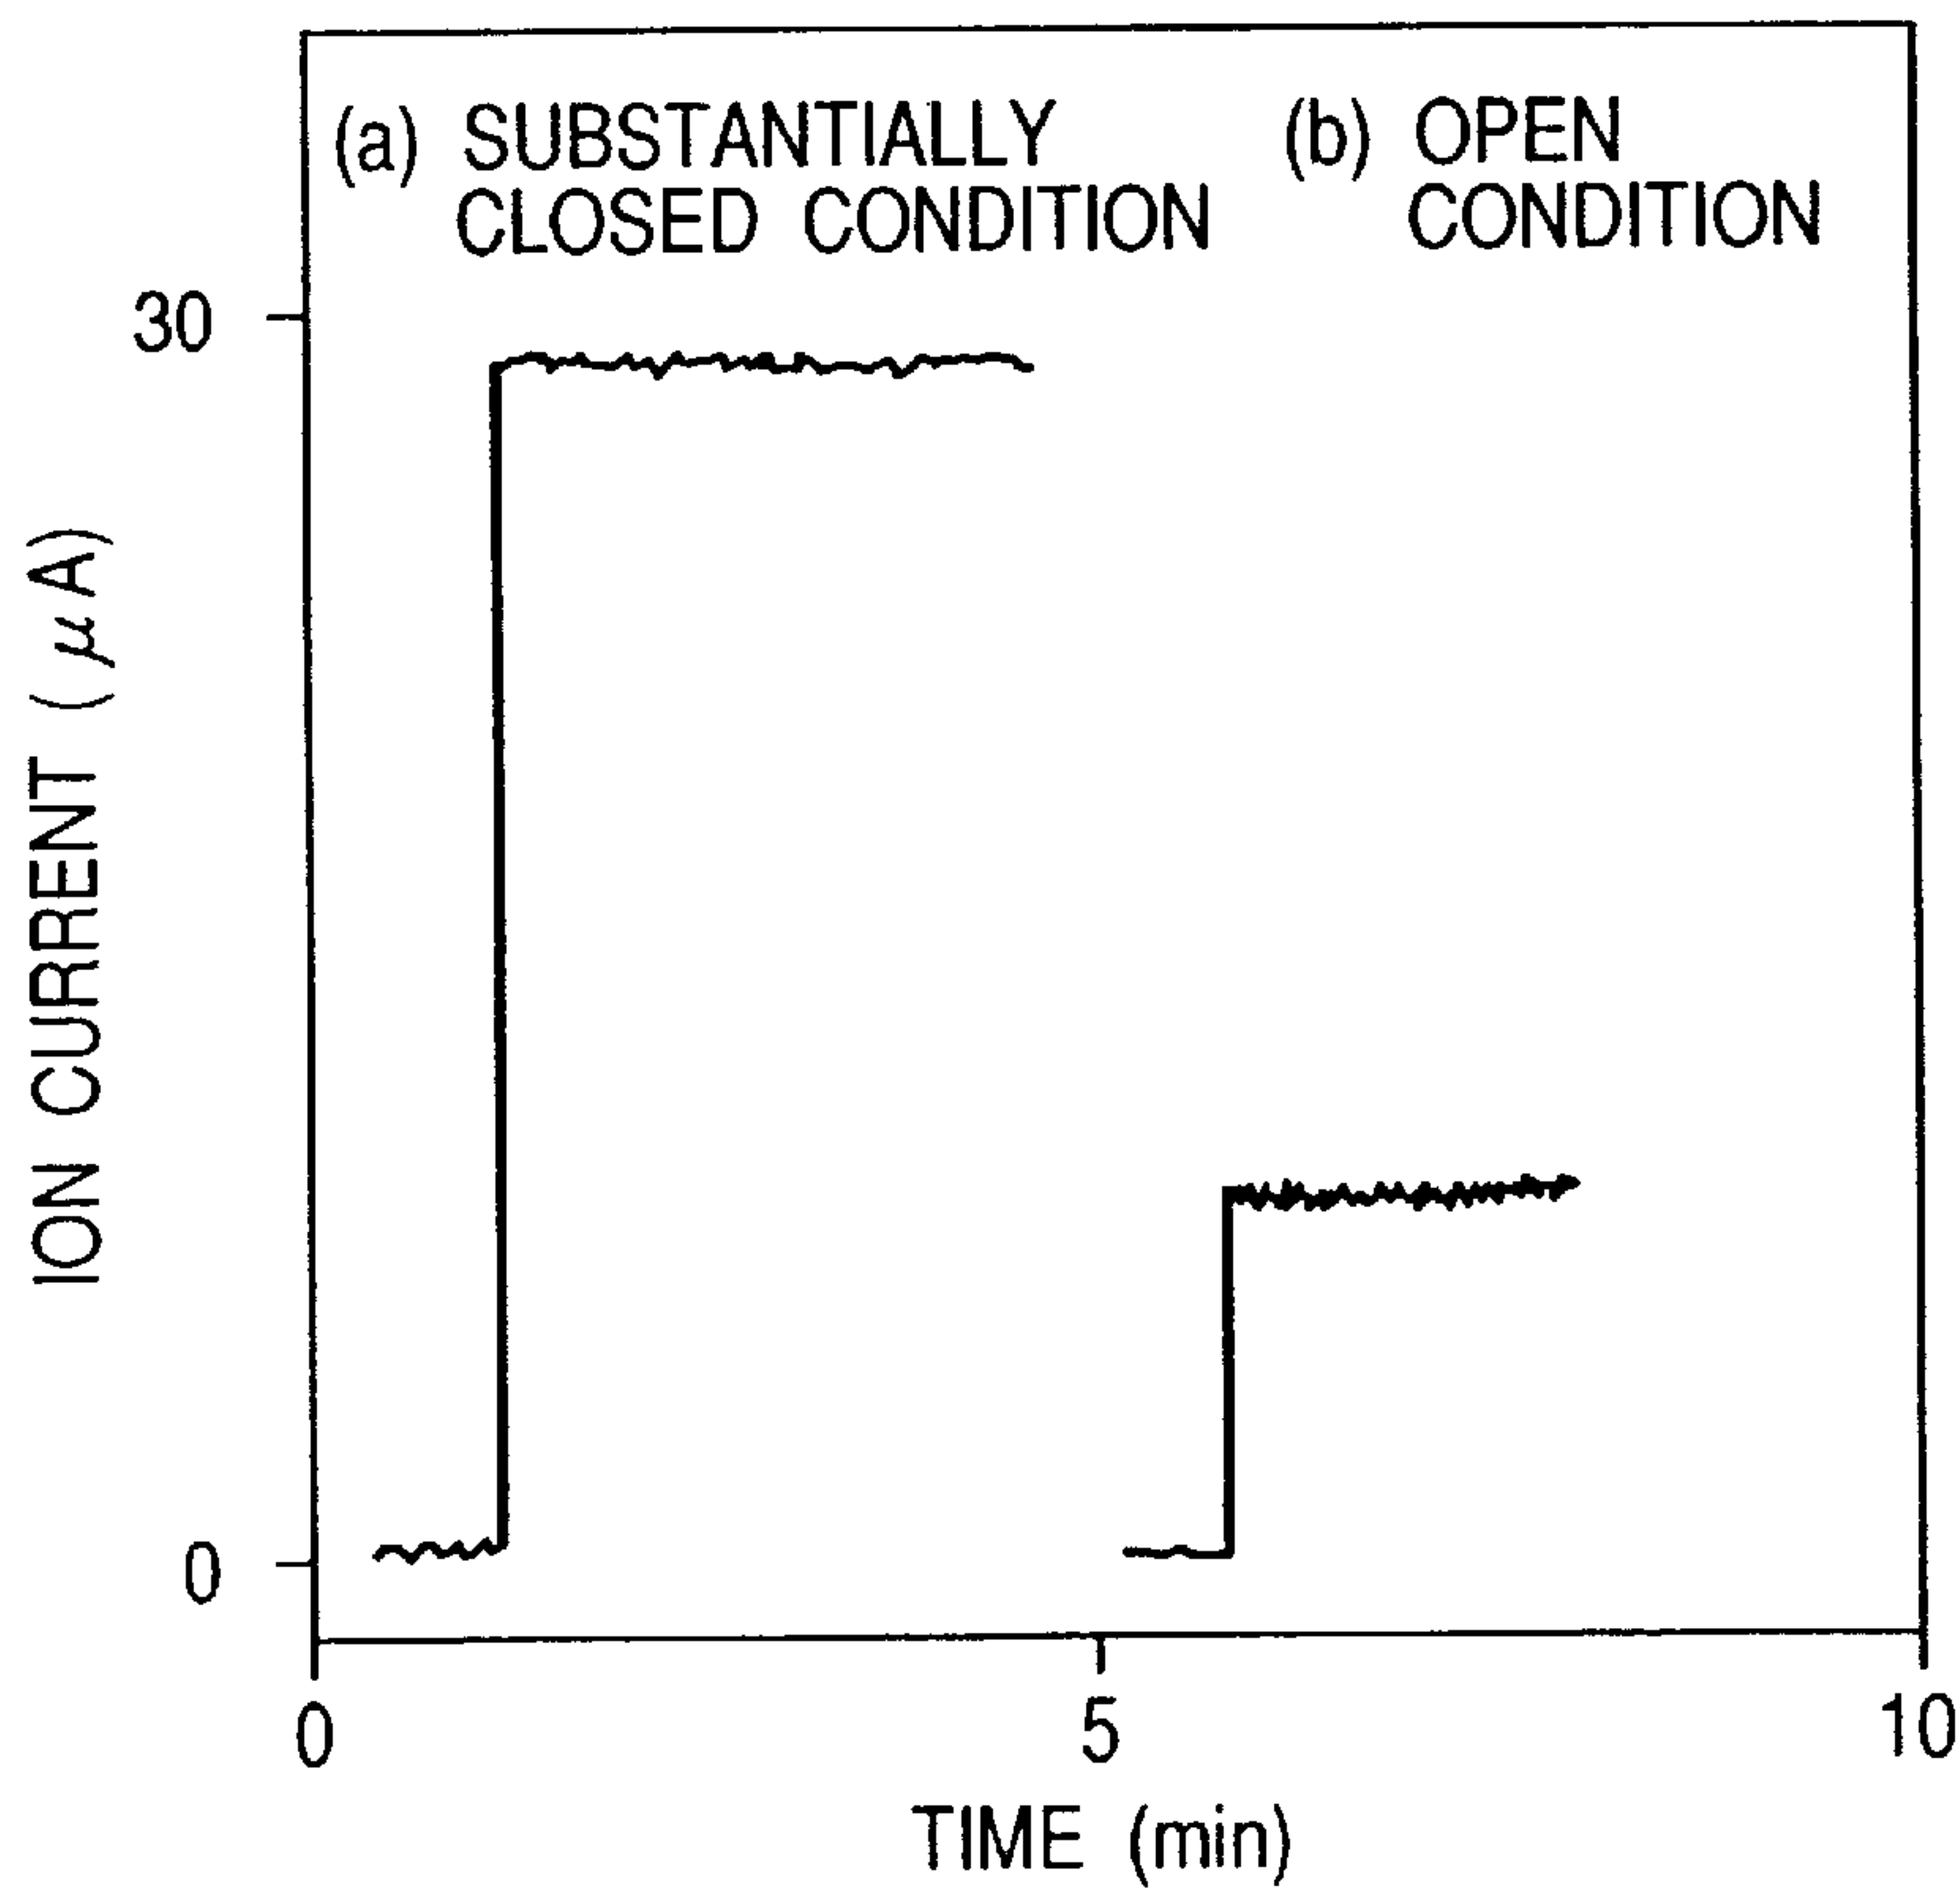 (a) SUBSTANTIALLY
CLOSED CONDITION
(b) OPEN
CONDITION
30
0
ION CURRENT (μA)
0
5
10
TIME (min)